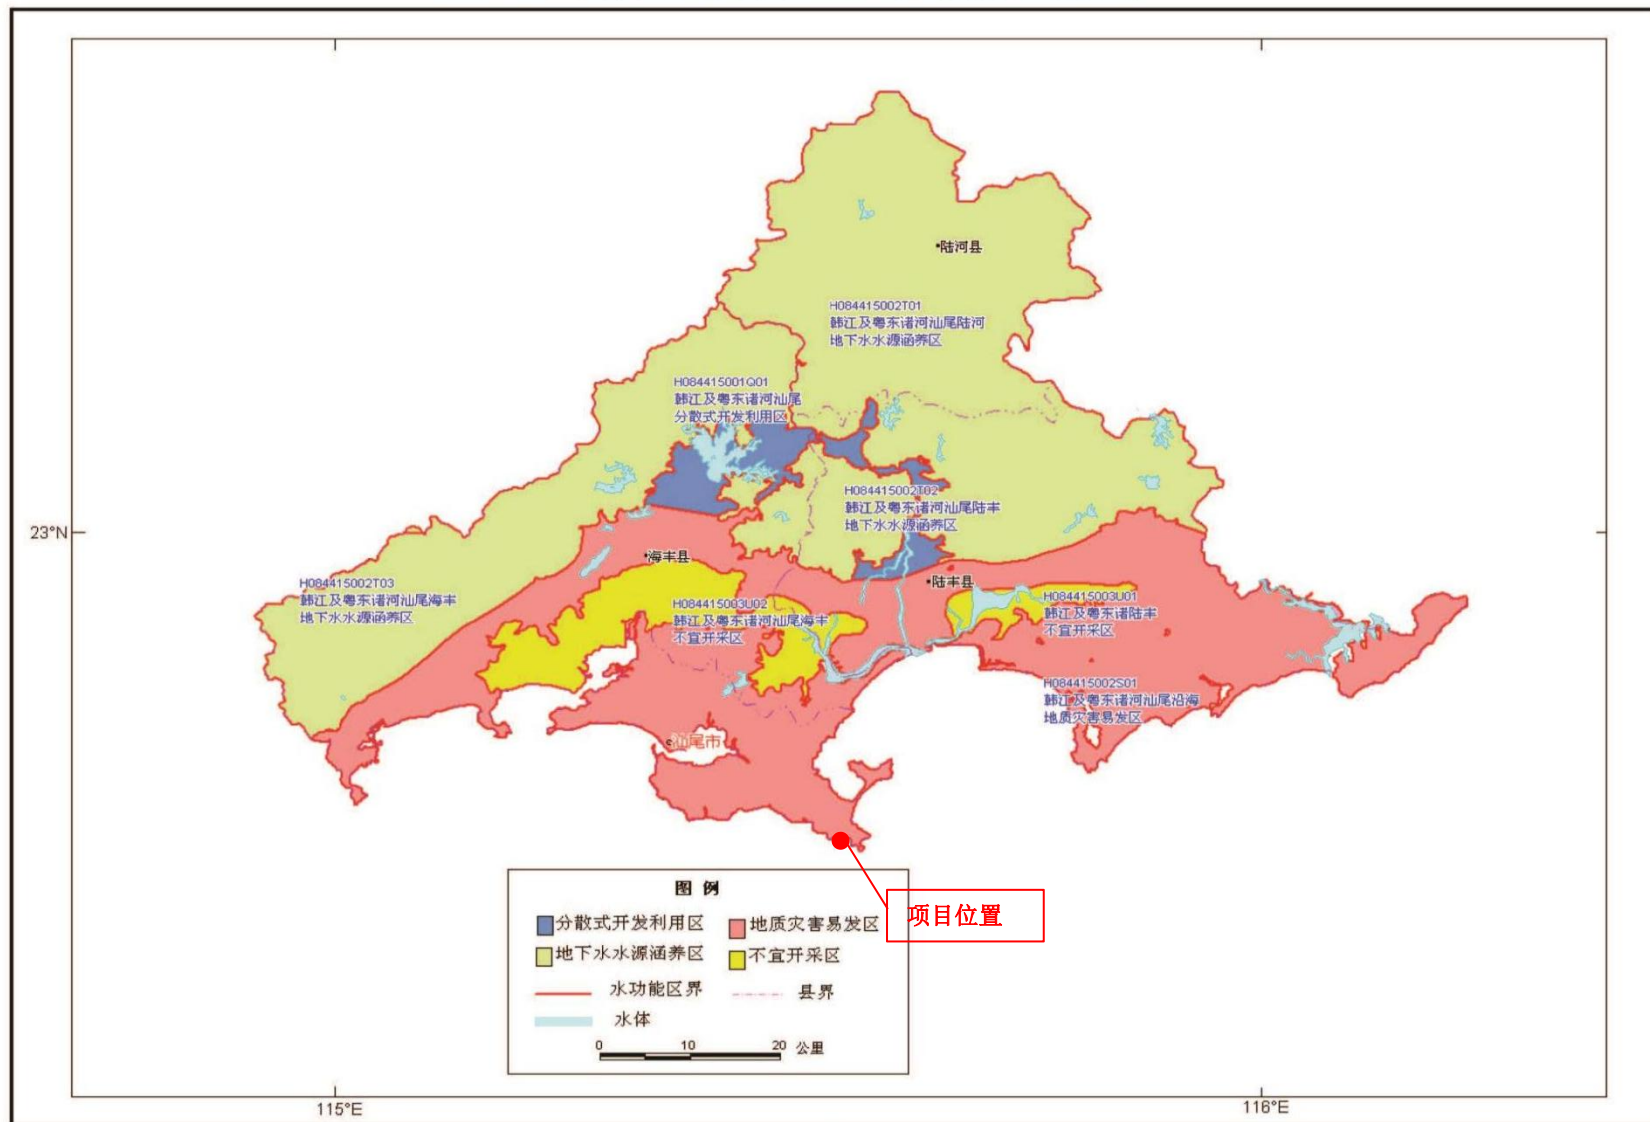 陆河县
H084415002T01
韩江及粤东诸河汕尾陆河
地下水水源涵养区
H084415001Q01
韩江及粤东诸河汕尾
分散式开发利用区
H084415002T02
韩江及粤东诸河汕尾陆丰
地下水水源涵养区
23°N
海丰县
陆丰县
H084415002T03
韩江及粤东诸河汕尾海丰
地下水水源涵养区
H084415003U02
韩江及粤东诸河汕尾海丰
不宜开采区
H084415003U01
韩江及粤东诸陆丰
不宜开采区
H084415002S01
韩江及粤东诸河汕尾沿海
地质灾害易发区
汕尾市
项目位置
图 例
分散式开发利用区
地质灾害易发区
地下水水源涵养区
不宜开采区
水功能区界
县界
水体
0 10 20 公里
115°E
116°E